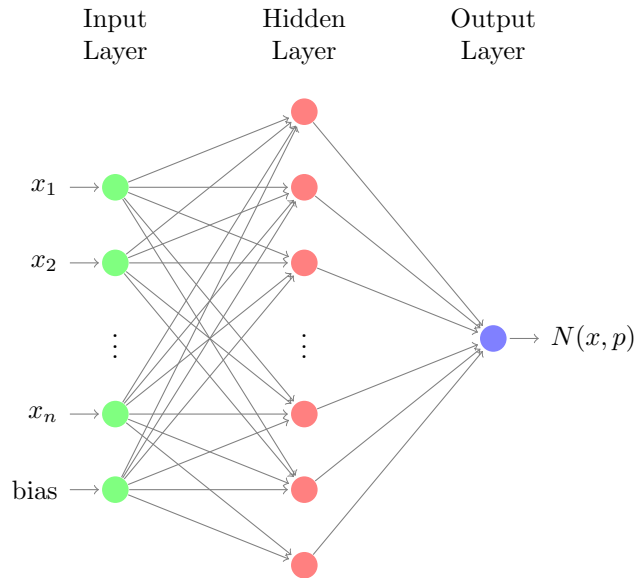 Input
Layer
Hidden
Layer
Output
Layer
x₁
x₂
⋮
⋮
N(x, p)
xₙ
bias